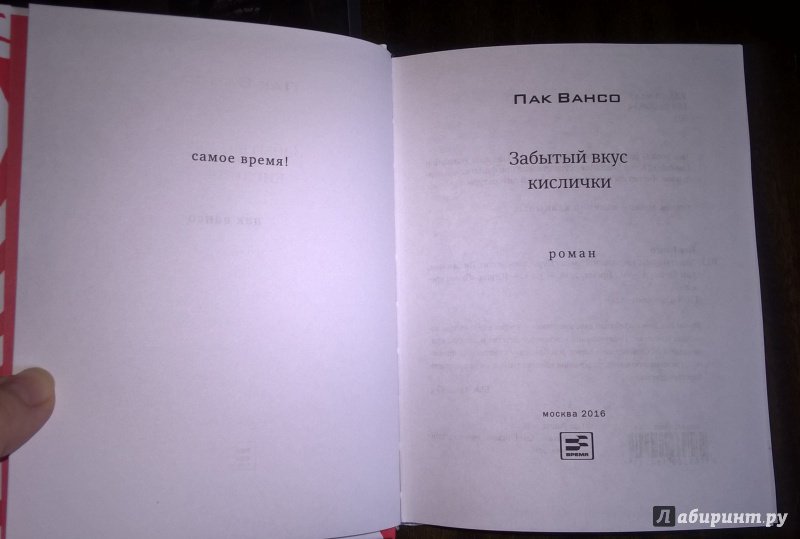 самое время!
Пак Вансо
Забытый вкус
кислички
роман
москва 2016
ВРЕМЯ
Лабиринт.ру